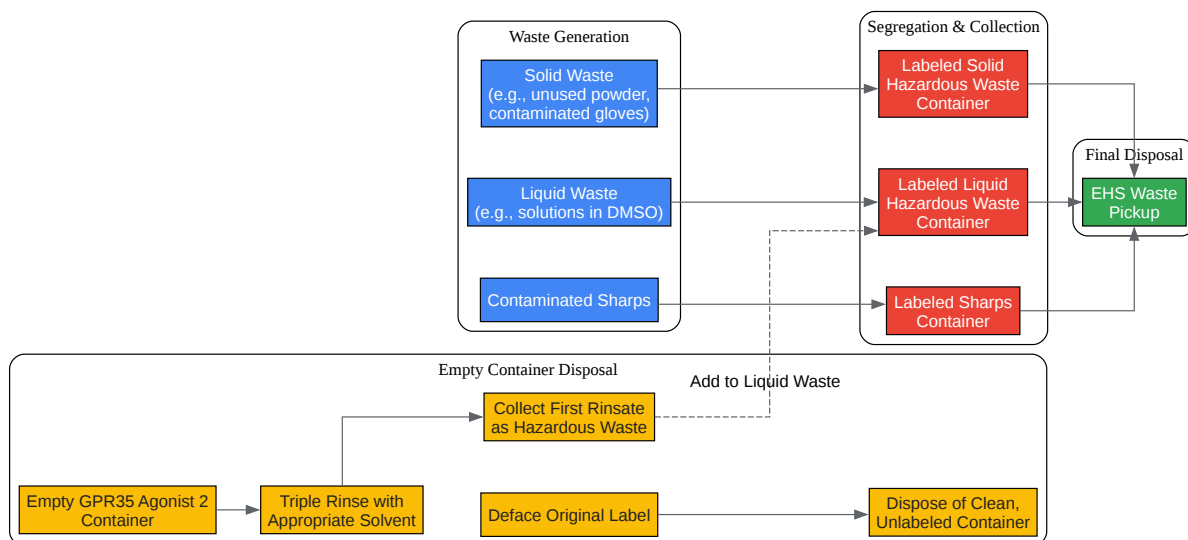 Waste Generation
Solid Waste
(e.g., unused powder,
contaminated gloves)
Liquid Waste
(e.g., solutions in DMSO)
Contaminated Sharps
Segregation & Collection
Labeled Solid
Hazardous Waste
Container
Labeled Liquid
Hazardous Waste
Container
Labeled Sharps
Container
Final Disposal
EHS Waste
Pickup
Empty Container Disposal
Add to Liquid Waste
Collect First Rinsate
as Hazardous Waste
Empty GPR35 Agonist 2
Container
Triple Rinse with
Appropriate Solvent
Deface Original Label
Dispose of Clean,
Unlabeled Container